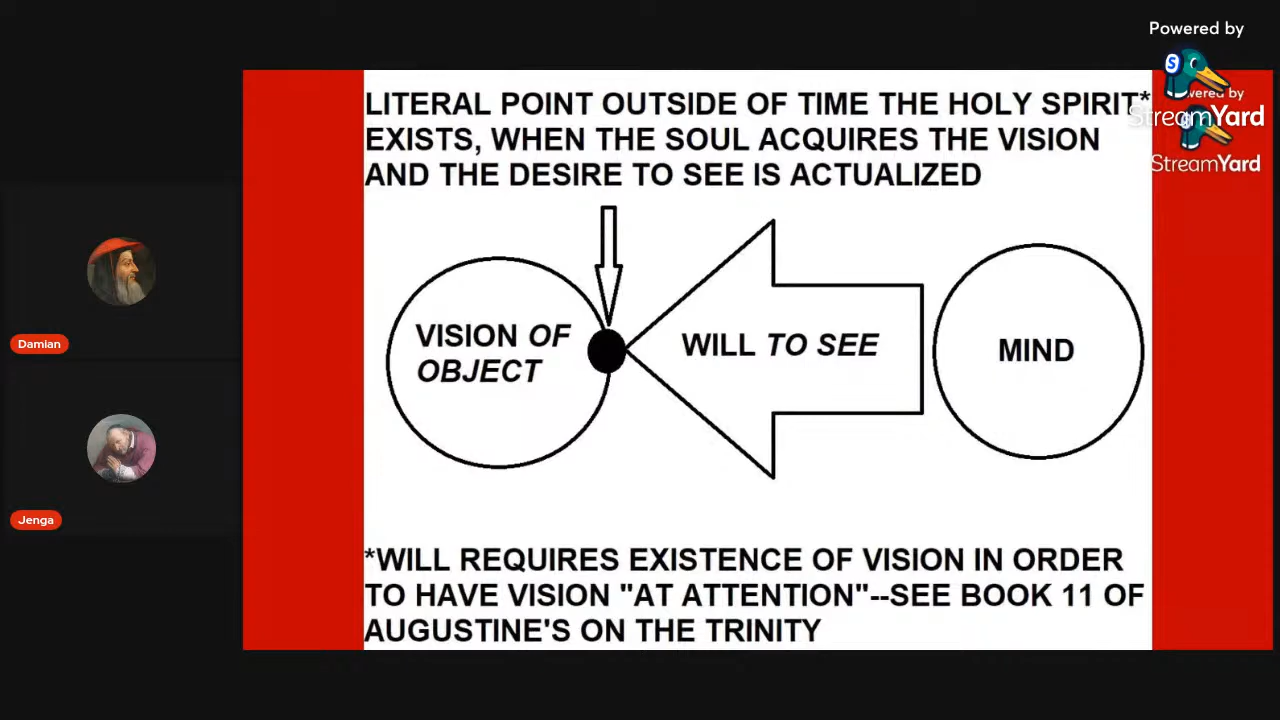 Powered by
StreamYard
Powered by
StreamYard
LITERAL POINT OUTSIDE OF TIME THE HOLY SPIRIT*
EXISTS, WHEN THE SOUL ACQUIRES THE VISION
AND THE DESIRE TO SEE IS ACTUALIZED
VISION OF
OBJECT
WILL TO SEE
MIND
Damian
Jenga
*WILL REQUIRES EXISTENCE OF VISION IN ORDER
TO HAVE VISION "AT ATTENTION"--SEE BOOK 11 OF
AUGUSTINE'S ON THE TRINITY